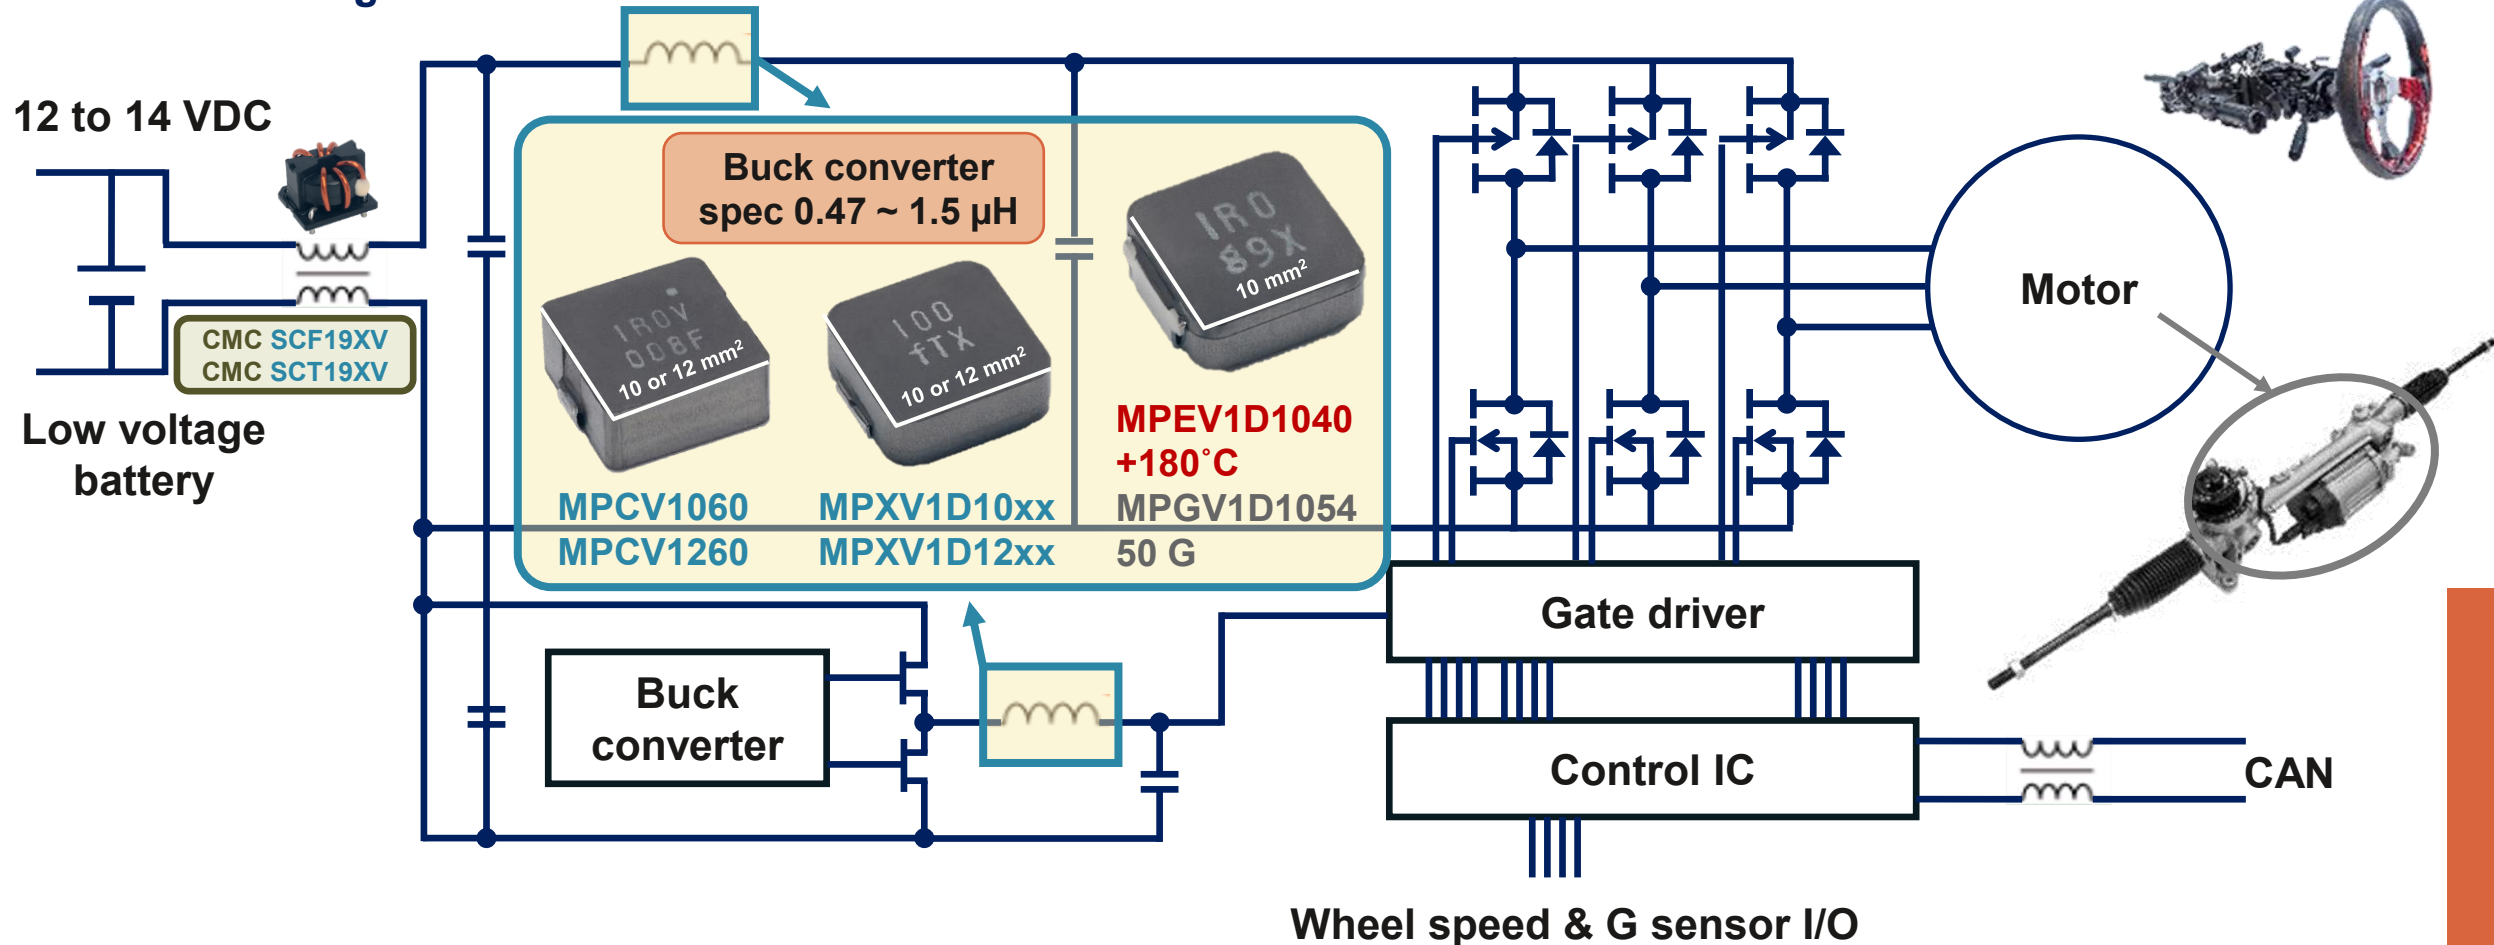 12 to 14 VDC
Buck converter
spec 0.47 ~ 1.5 µH
1R0
89X
10 mm²
1R0V
008F
10 or 12 mm²
100
fTX
10 or 12 mm²
Motor
CMC SCF19XV
CMC SCT19XV
Low voltage
battery
MPEV1D1040
+180˚C
MPCV1060
MPXV1D10xx
MPGV1D1054
MPCV1260
MPXV1D12xx
50 G
Gate driver
Buck
converter
Control IC
CAN
Wheel speed & G sensor I/O